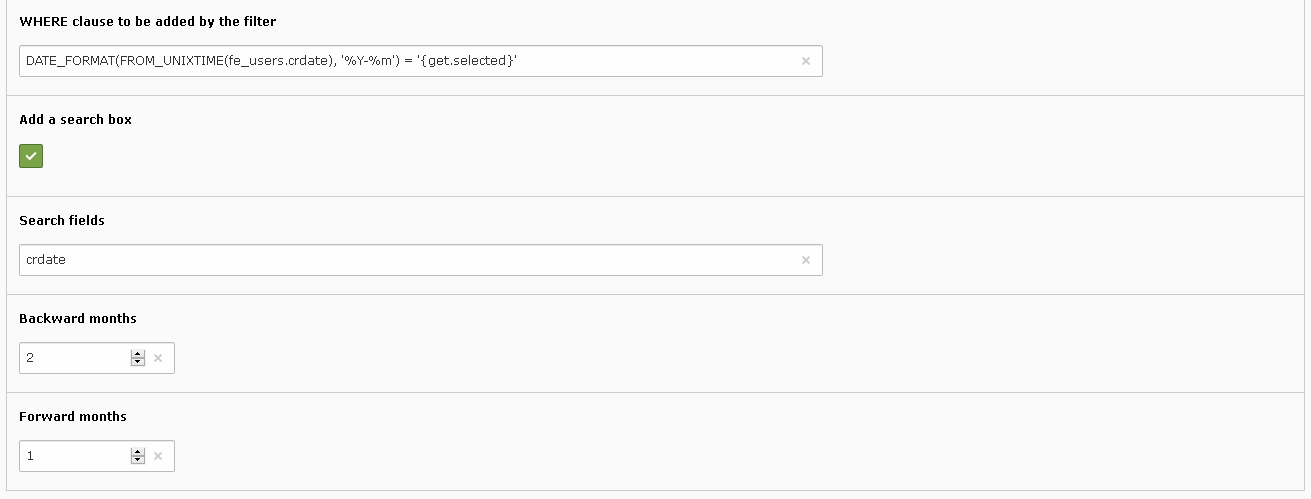 WHERE clause to be added by the filter
DATE_FORMAT(FROM_UNIXTIME(fe_users.crdate), '%Y-%m') = '{get.selected}'
Add a search box
Search fields
crdate
Backward months
2
Forward months
1